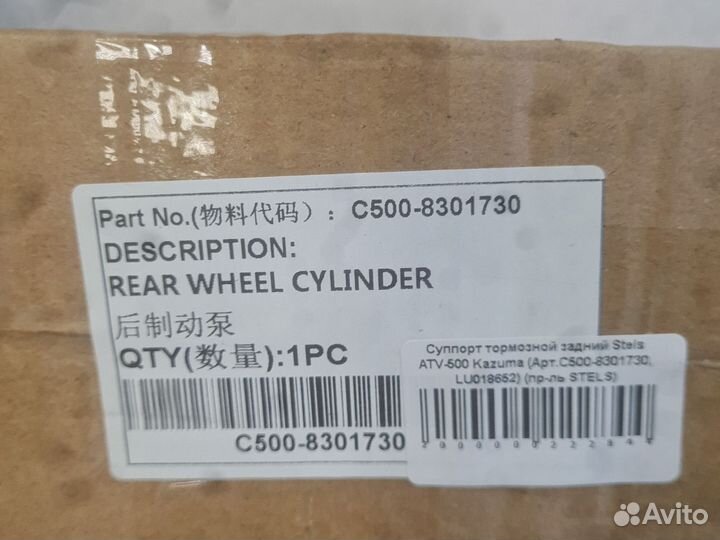 Part No.(物料代码）：C500-8301730
DESCRIPTION:
REAR WHEEL CYLINDER
后制动泵
QTY(数量):1PC
C500-8301730
Суппорт тормозной задний Stels
ATV-500 Kazuma (Арт.C500-8301730,
LU018652) (пр-ль STELS)
Avito